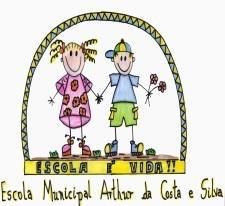 ESCOLA É VIDA!!
Escola Municipal Arthur da Costa e Silva